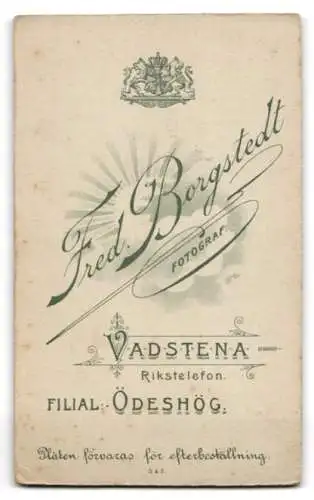 Fred. Borgstedt
FOTOGRAF.
VADSTENA
Rikstelefon.
FILIAL: ÖDESHÖG.
Plåten förvaras för efterbeställning.